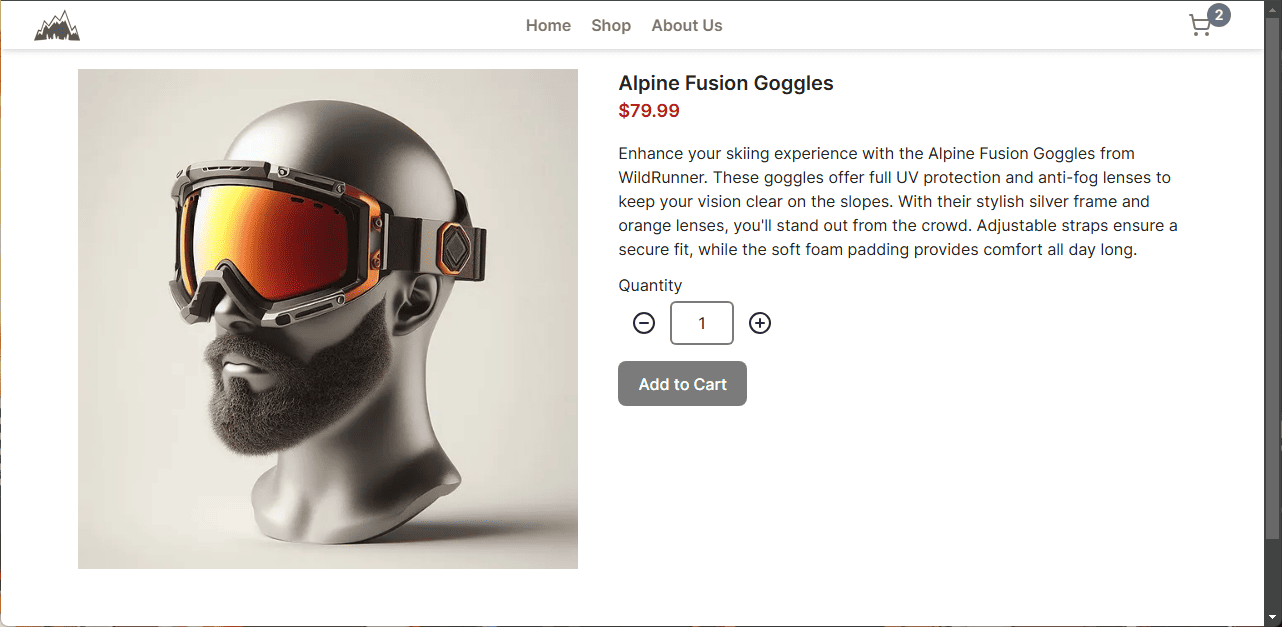 Home Shop About Us 2
Alpine Fusion Goggles
$79.99
Enhance your skiing experience with the Alpine Fusion Goggles from
WildRunner. These goggles offer full UV protection and anti-fog lenses to
keep your vision clear on the slopes. With their stylish silver frame and
orange lenses, you'll stand out from the crowd. Adjustable straps ensure a
secure fit, while the soft foam padding provides comfort all day long.
Quantity
1
Add to Cart